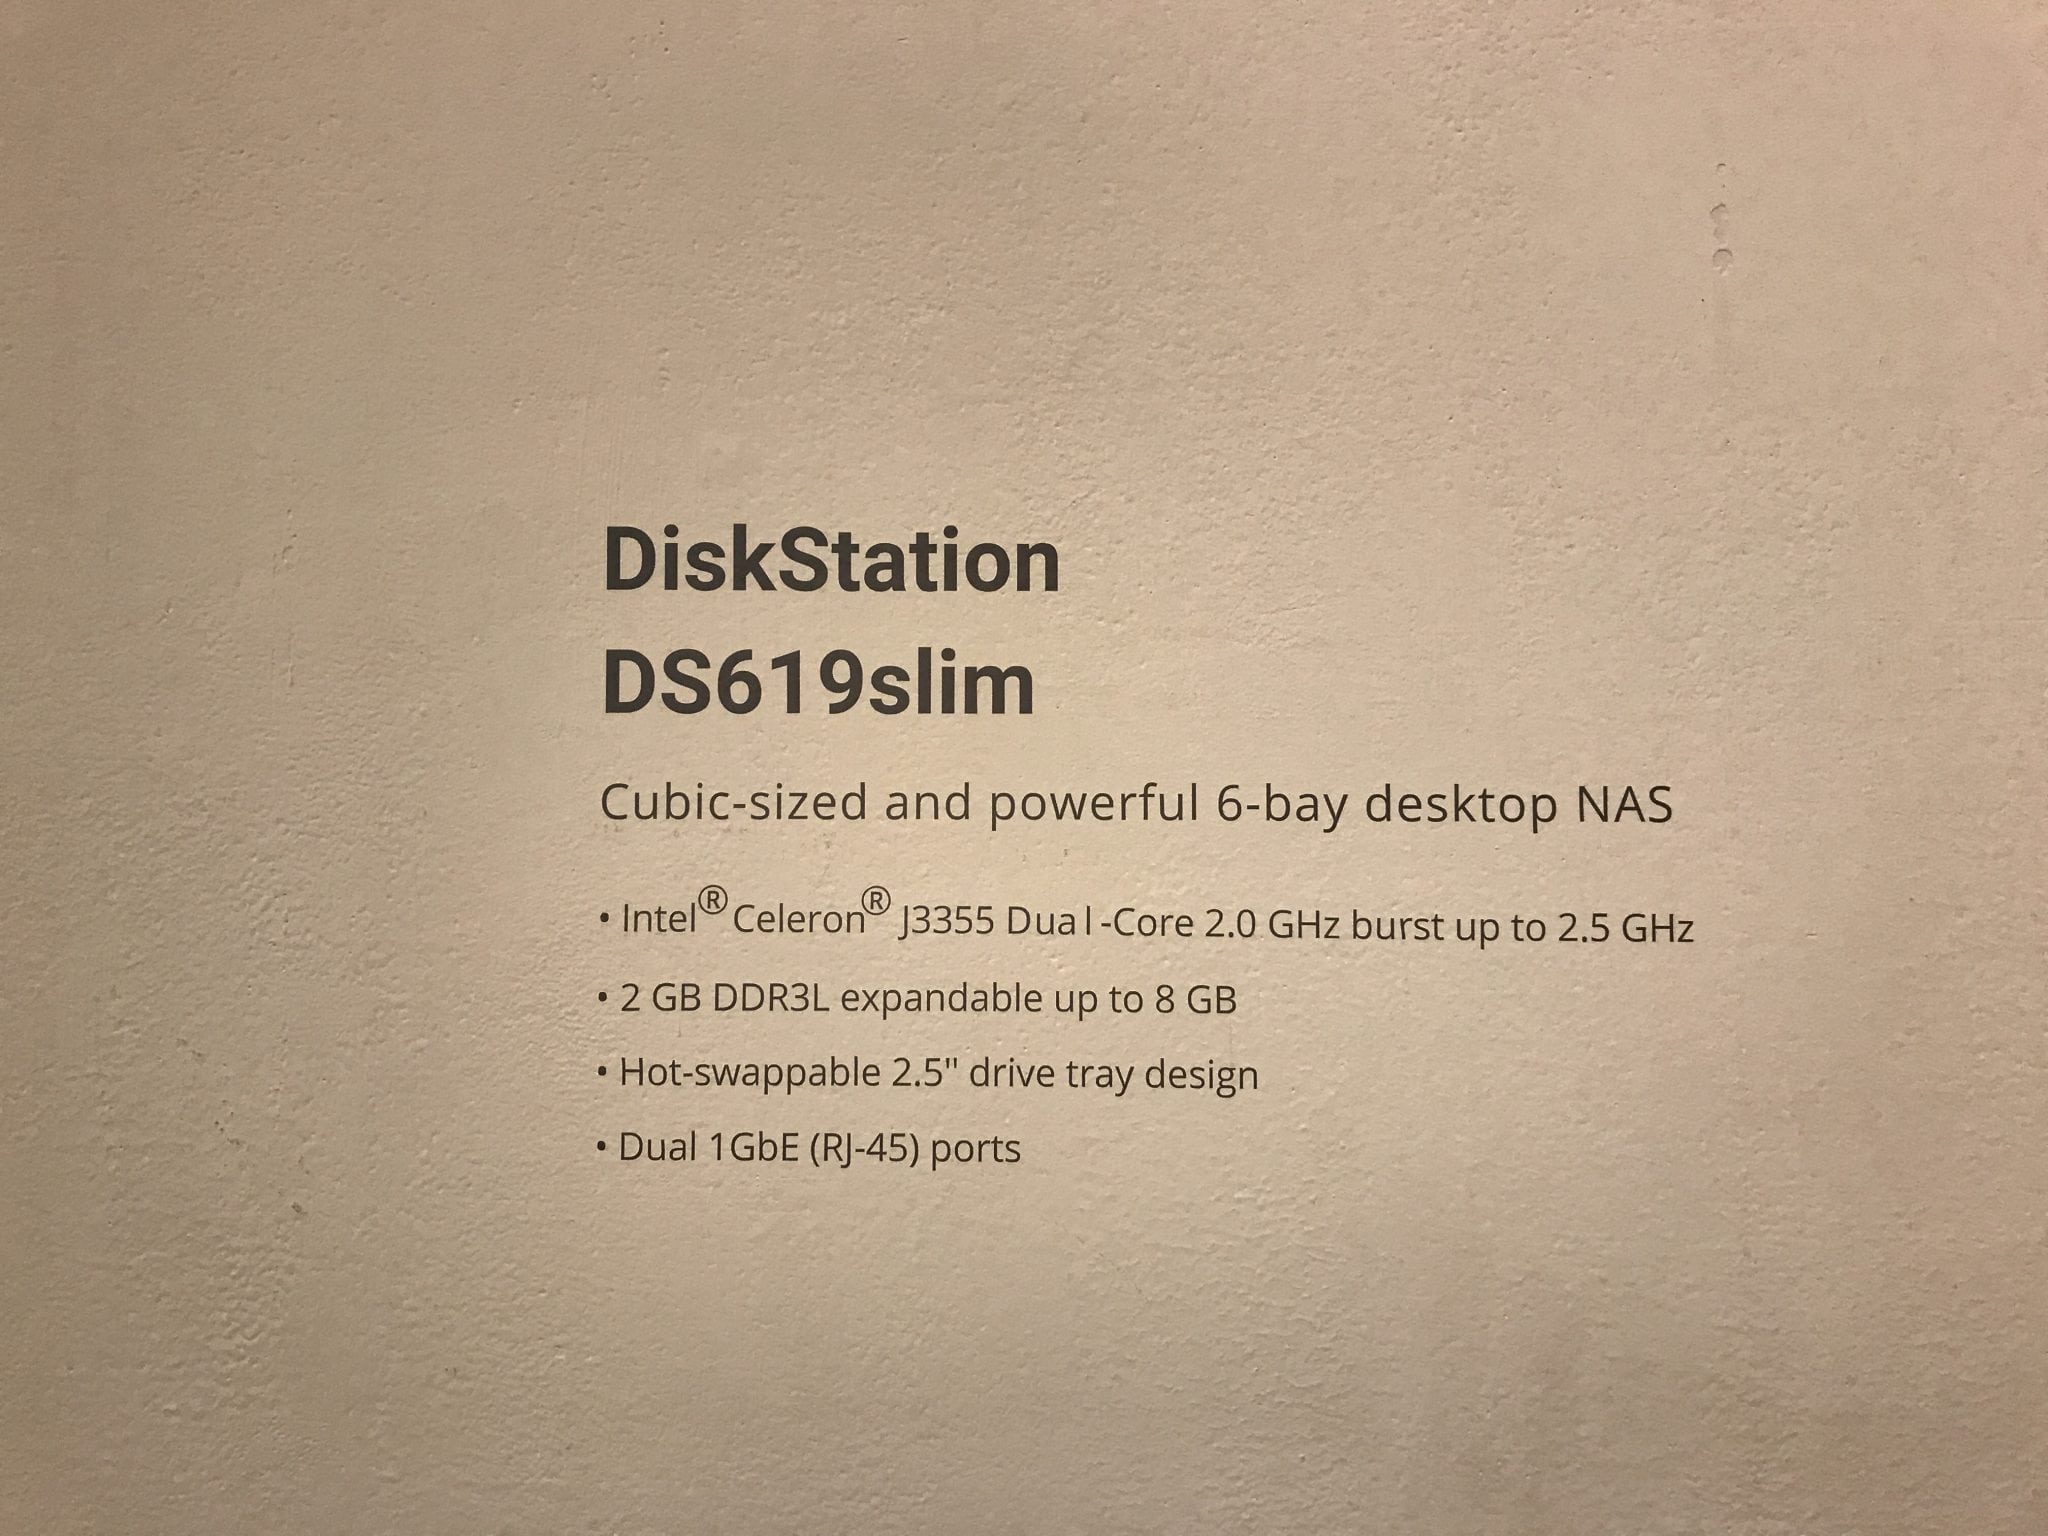 DiskStation
DS619slim
Cubic-sized and powerful 6-bay desktop NAS
• Intel® Celeron® J3355 Dual-Core 2.0 GHz burst up to 2.5 GHz
• 2 GB DDR3L expandable up to 8 GB
• Hot-swappable 2.5" drive tray design
• Dual 1GbE (RJ-45) ports